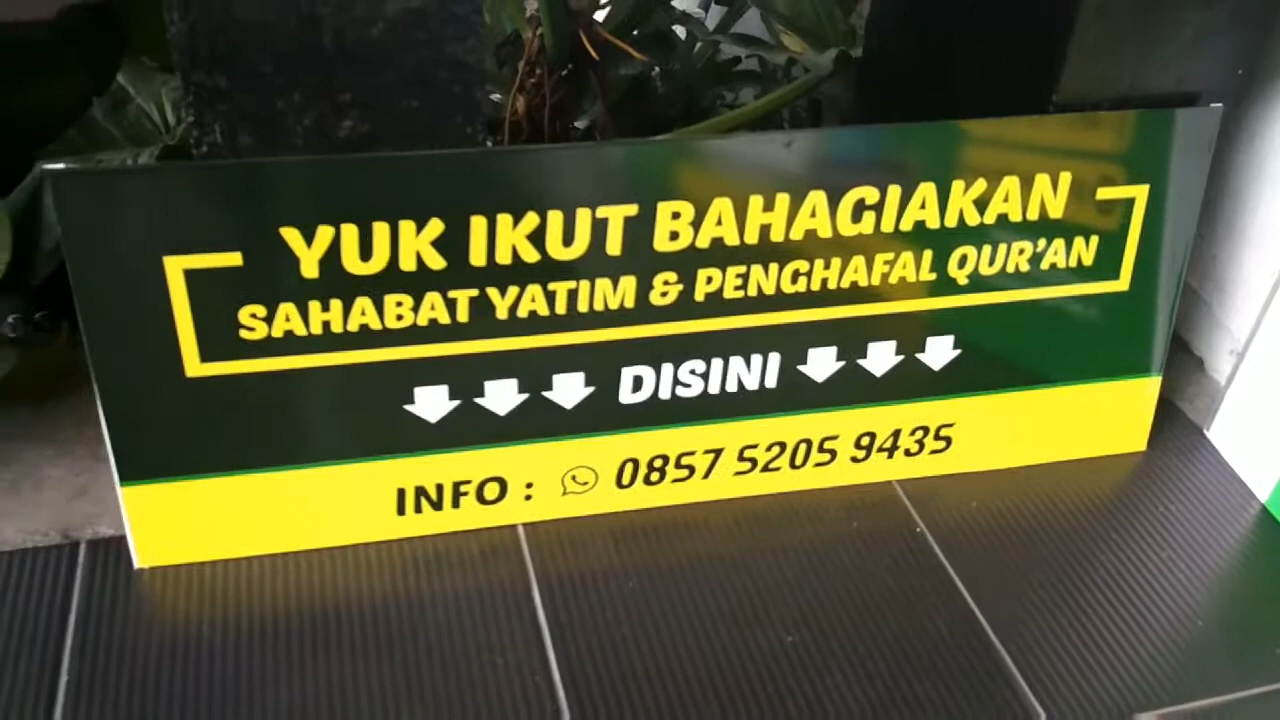 YUK IKUT BAHAGIAKAN
SAHABAT YATIM & PENGHAFAL QUR'AN
DISINI
INFO : 0857 5205 9435